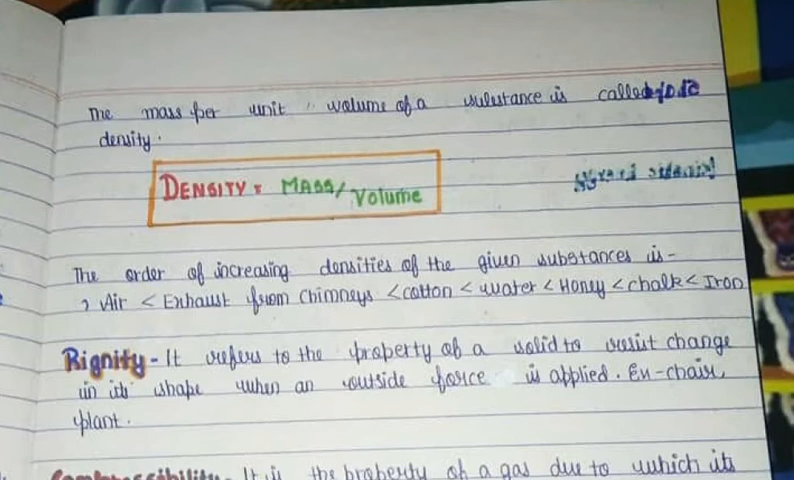 The mass per unit walume of a sulustance is called
density.
DENSITY = MASS/Volume
The order of increasing densities of the given substances is-
> Air < Exhaust from Chimneys < cotton < water < Honey < chalk < Iron
Rignity - It refers to the property of a solid to resist change
in its shape when an outside force is applied. Ex-chair,
plant.
Compressibility - It is the property of a gas due to which its